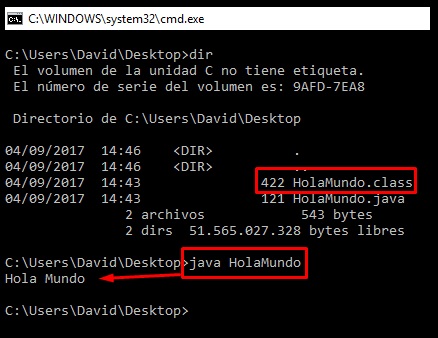 C:\WINDOWS\system32\cmd.exe
C:\Users\David\Desktop>dir
El volumen de la unidad C no tiene etiqueta.
El número de serie del volumen es: 9AFD-7EA8
Directorio de C:\Users\David\Desktop
04/09/2017 14:46 <DIR> .
04/09/2017 14:46 <DIR> ..
04/09/2017 14:43 422 HolaMundo.class
04/09/2017 14:43 121 HolaMundo.java
2 archivos 543 bytes
2 dirs 51.565.027.328 bytes libres
C:\Users\David\Desktop>java HolaMundo
Hola Mundo
C:\Users\David\Desktop>